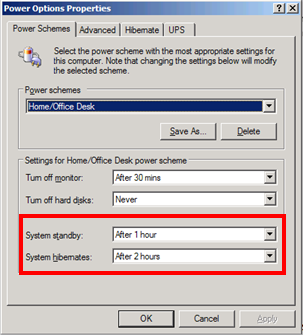 Power Options Properties
Power Schemes Advanced Hibernate UPS
Select the power scheme with the most appropriate settings for
this computer. Note that changing the settings below will modify
the selected scheme.
Power schemes
Home/Office Desk
Save As... Delete
Settings for Home/Office Desk power scheme
Turn off monitor: After 30 mins
Turn off hard disks: Never
System standby: After 1 hour
System hibernates: After 2 hours
OK Cancel Apply